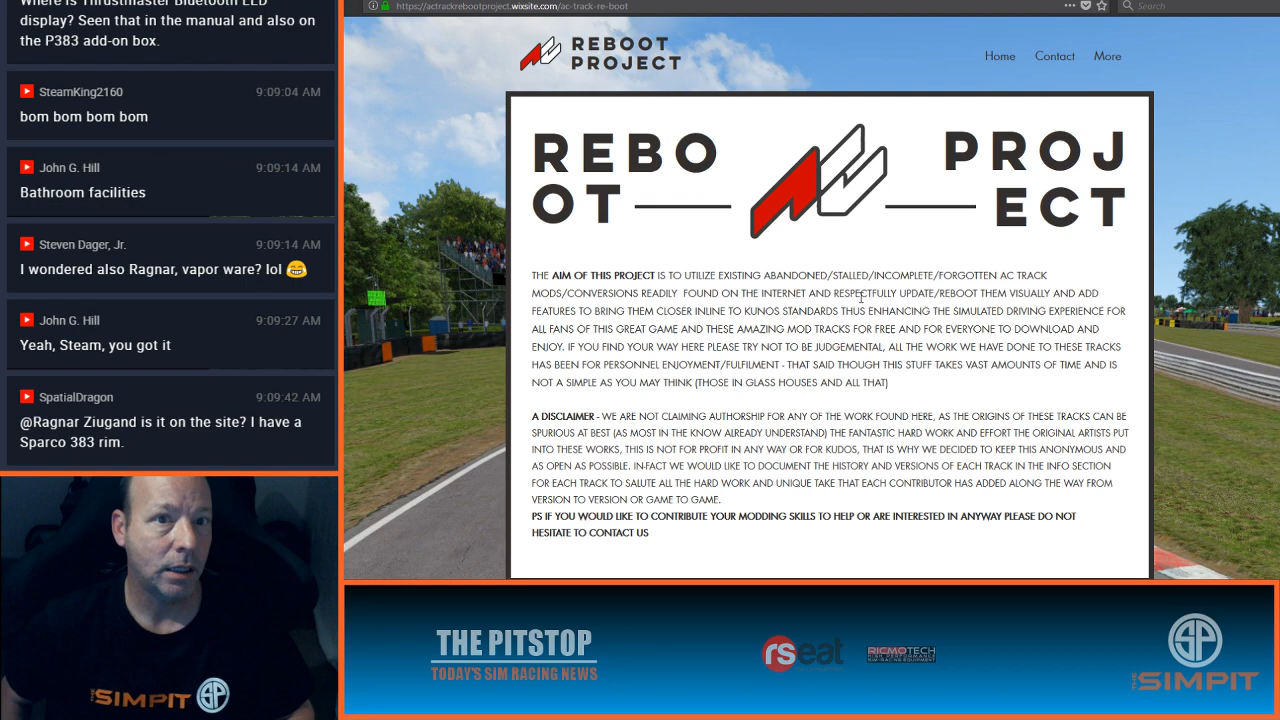 Where is Thrustmaster Bluetooth LED
display? Seen that in the manual and also on
the P383 add-on box.
SteamKing2160 9:09:04 AM
bom bom bom bom
John G. Hill 9:09:14 AM
Bathroom facilities
Steven Dager, Jr. 9:09:14 AM
I wondered also Ragnar, vapor ware? lol 😂
John G. Hill 9:09:27 AM
Yeah, Steam, you got it
SpatialDragon 9:09:42 AM
@Ragnar Ziugand is it on the site? I have a
Sparco 383 rim.
https://actrackrebootproject.wixsite.com/ac-track-re-boot
Search
REBOOT
PROJECT
Home Contact More
REBO PROJ
OT ECT
THE AIM OF THIS PROJECT IS TO UTILIZE EXISTING ABANDONED/STALLED/INCOMPLETE/FORGOTTEN AC TRACK
MODS/CONVERSIONS READILY FOUND ON THE INTERNET AND RESPECTFULLY UPDATE/REBOOT THEM VISUALLY AND ADD
FEATURES TO BRING THEM CLOSER INLINE TO KUNOS STANDARDS THUS ENHANCING THE SIMULATED DRIVING EXPERIENCE FOR
ALL FANS OF THIS GREAT GAME AND THESE AMAZING MOD TRACKS FOR FREE AND FOR EVERYONE TO DOWNLOAD AND
ENJOY. IF YOU FIND YOUR WAY HERE PLEASE TRY NOT TO BE JUDGEMENTAL, ALL THE WORK WE HAVE DONE TO THESE TRACKS
HAS BEEN FOR PERSONNEL ENJOYMENT/FULFILMENT - THAT SAID THOUGH THIS STUFF TAKES VAST AMOUNTS OF TIME AND IS
NOT A SIMPLE AS YOU MAY THINK (THOSE IN GLASS HOUSES AND ALL THAT)
A DISCLAIMER - WE ARE NOT CLAIMING AUTHORSHIP FOR ANY OF THE WORK FOUND HERE, AS THE ORIGINS OF THESE TRACKS CAN BE
SPURIOUS AT BEST (AS MOST IN THE KNOW ALREADY UNDERSTAND) THE FANTASTIC HARD WORK AND EFFORT THE ORIGINAL ARTISTS PUT
INTO THESE WORKS, THIS IS NOT FOR PROFIT IN ANY WAY OR FOR KUDOS, THAT IS WHY WE DECIDED TO KEEP THIS ANONYMOUS AND
AS OPEN AS POSSIBLE. IN-FACT WE WOULD LIKE TO DOCUMENT THE HISTORY AND VERSIONS OF EACH TRACK IN THE INFO SECTION
FOR EACH TRACK TO SALUTE ALL THE HARD WORK AND UNIQUE TAKE THAT EACH CONTRIBUTOR HAS ADDED ALONG THE WAY FROM
VERSION TO VERSION OR GAME TO GAME.
PS IF YOU WOULD LIKE TO CONTRIBUTE YOUR MODDING SKILLS TO HELP OR ARE INTERESTED IN ANYWAY PLEASE DO NOT
HESITATE TO CONTACT US
THE SIMPIT SP
THE PITSTOP
TODAY'S SIM RACING NEWS
rseat
RICMOTECH
HIGH PERFORMANCE
SIM-RACING EQUIPMENT
SP
THE SIMPIT